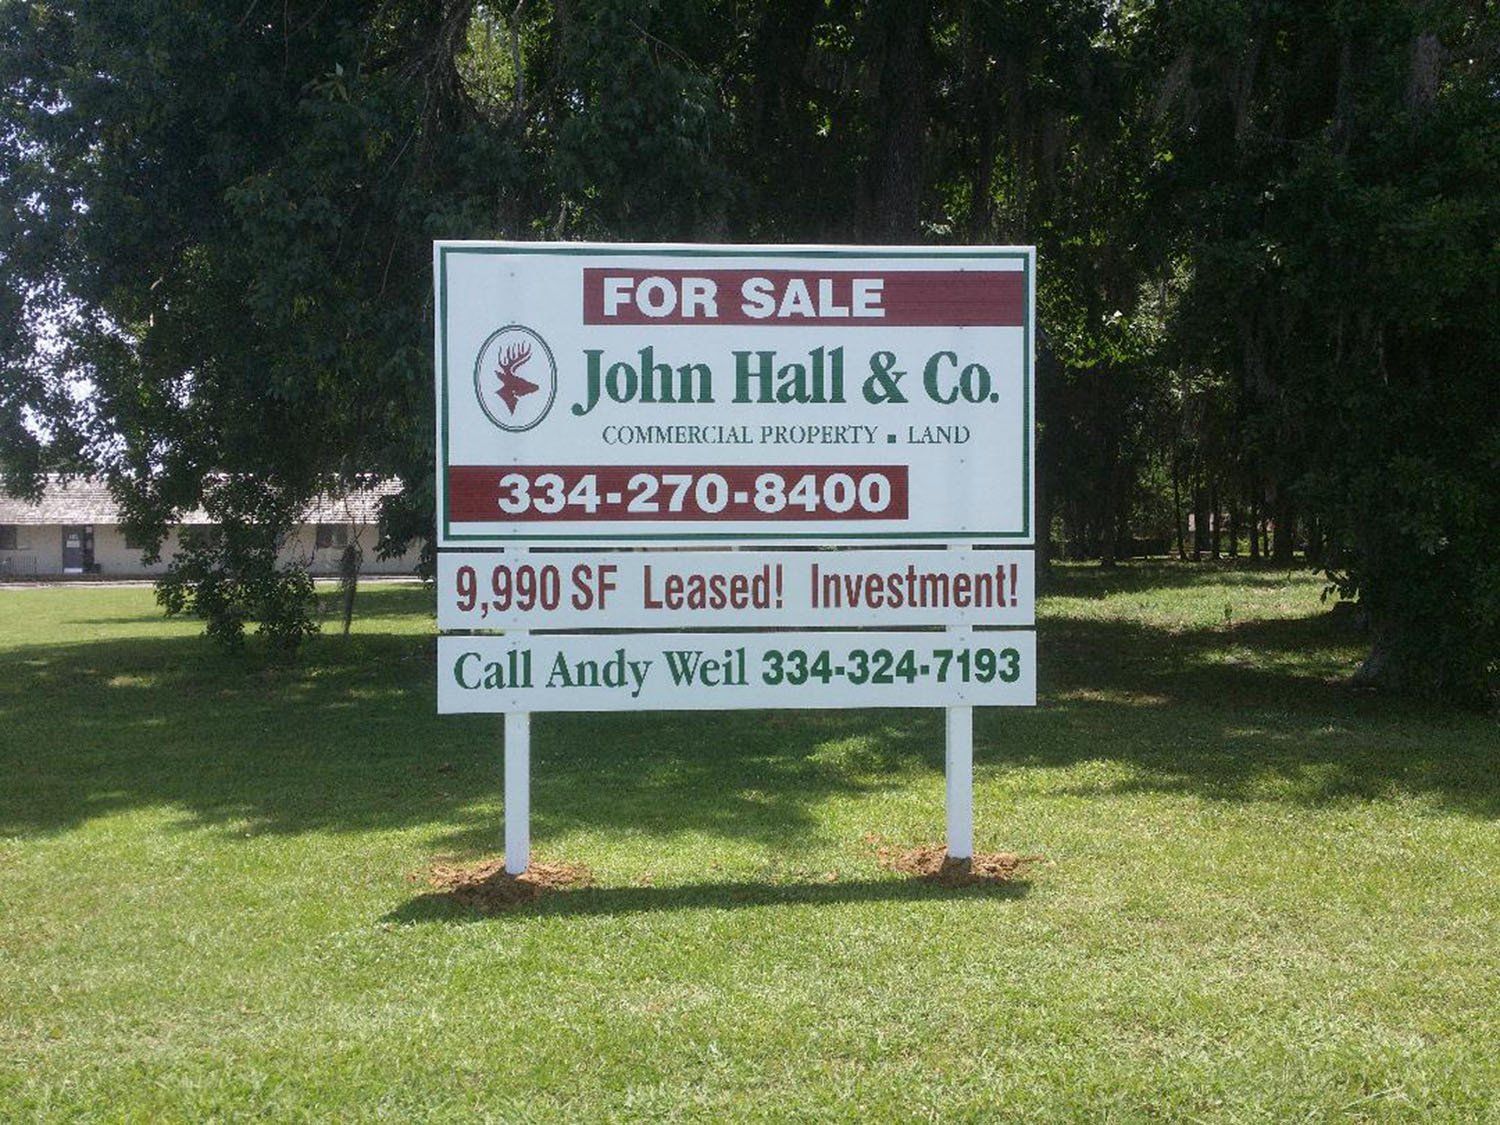 FOR SALE
John Hall & Co.
COMMERCIAL PROPERTY ▪ LAND
334-270-8400
9,990 SF Leased! Investment!
Call Andy Weil 334-324-7193